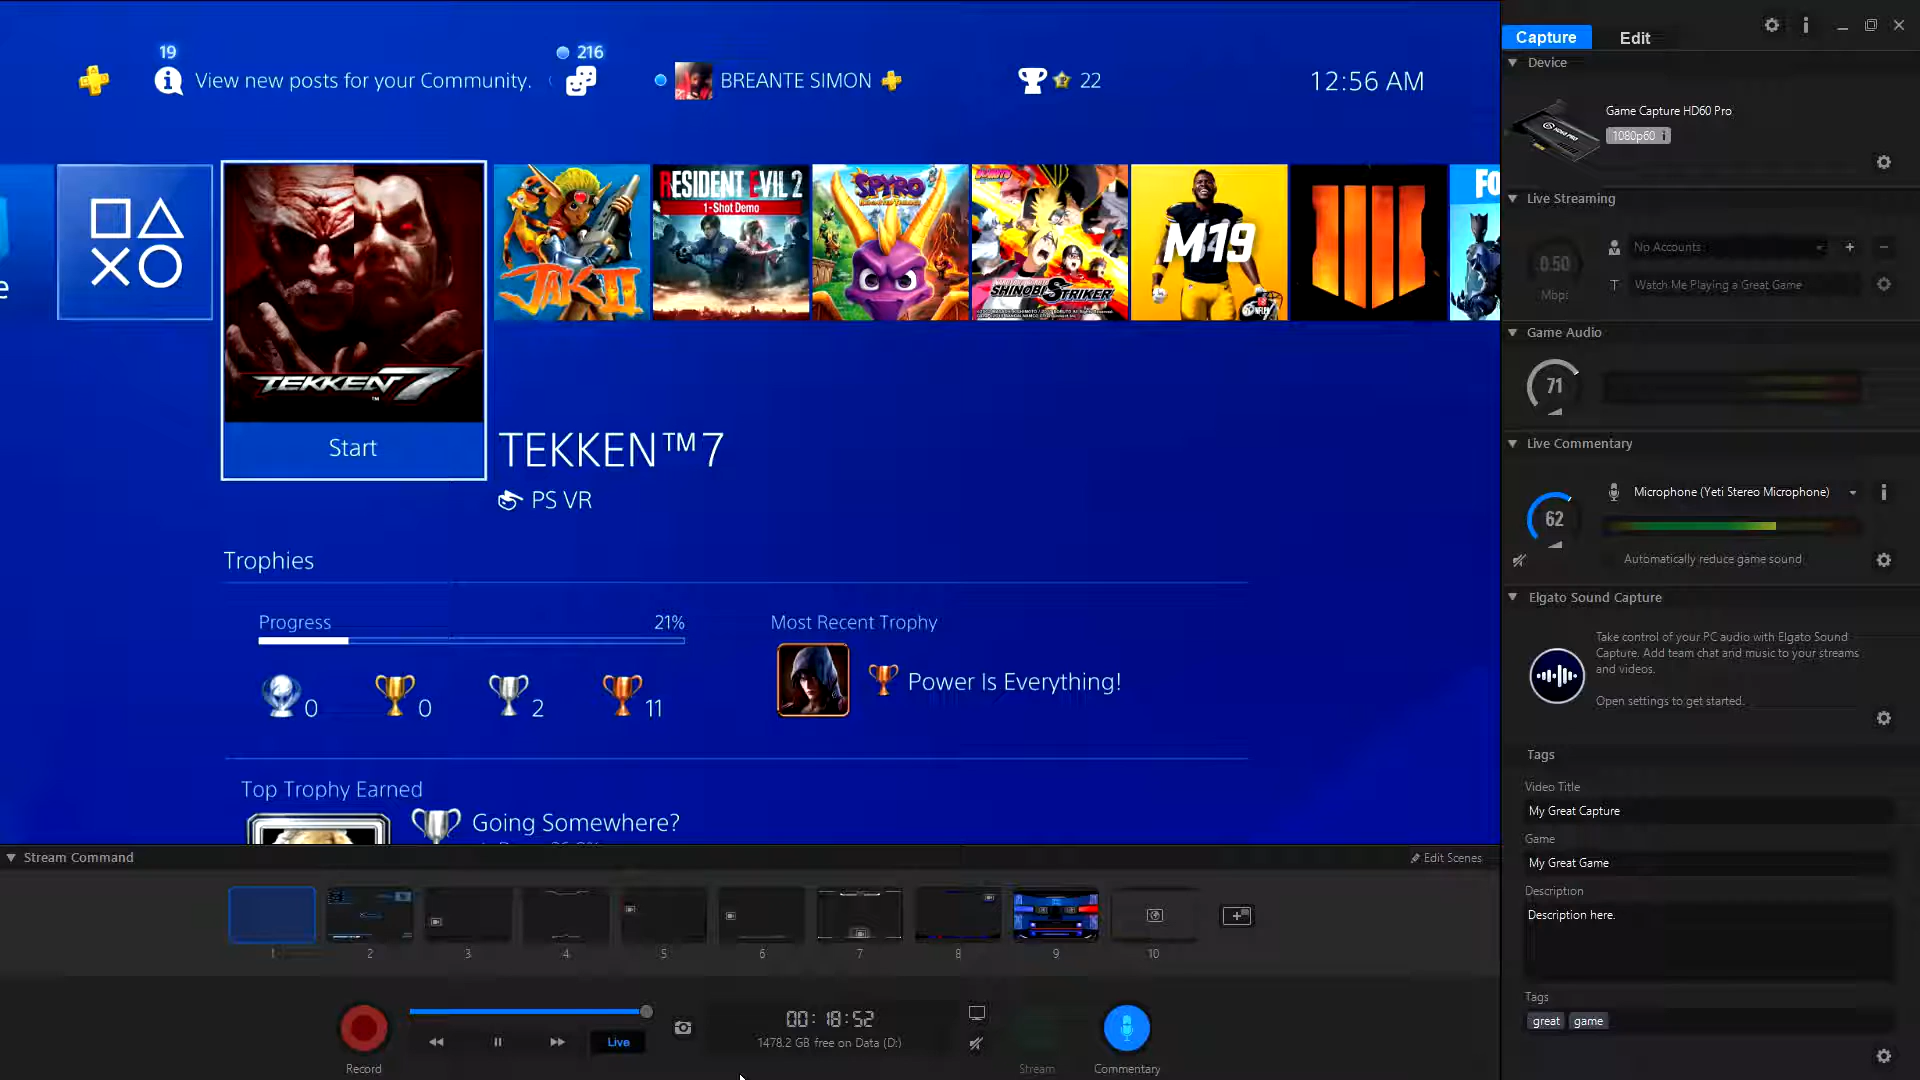 19
View new posts for your Community.
216
BREANTE SIMON
22
12:56 AM
e
TEKKEN 7
Start
JAK II
RESIDENT EVIL 2
1-Shot Demo
SPYRO
NARUTO
SHINOBI STRIKER
M19
FO
TEKKEN™7
PS VR
Trophies
Progress
21%
0
0
2
11
Most Recent Trophy
Power Is Everything!
Top Trophy Earned
Going Somewhere?
Capture
Edit
Device
Game Capture HD60 Pro
1080p60 i
Live Streaming
0.50
Mbps
No Accounts
Watch Me Playing a Great Game
Game Audio
71
Live Commentary
62
Microphone (Yeti Stereo Microphone)
Automatically reduce game sound
Elgato Sound Capture
Take control of your PC audio with Elgato Sound
Capture. Add team chat and music to your streams
and videos.
Open settings to get started.
Tags
Video Title
My Great Capture
Game
My Great Game
Description
Description here.
Tags
great game
Stream Command
Edit Scenes
1 2 3 4 5 6 7 8 9 10
Record
Live
00:18:52
1478.2 GB free on Data (D:)
Stream
Commentary